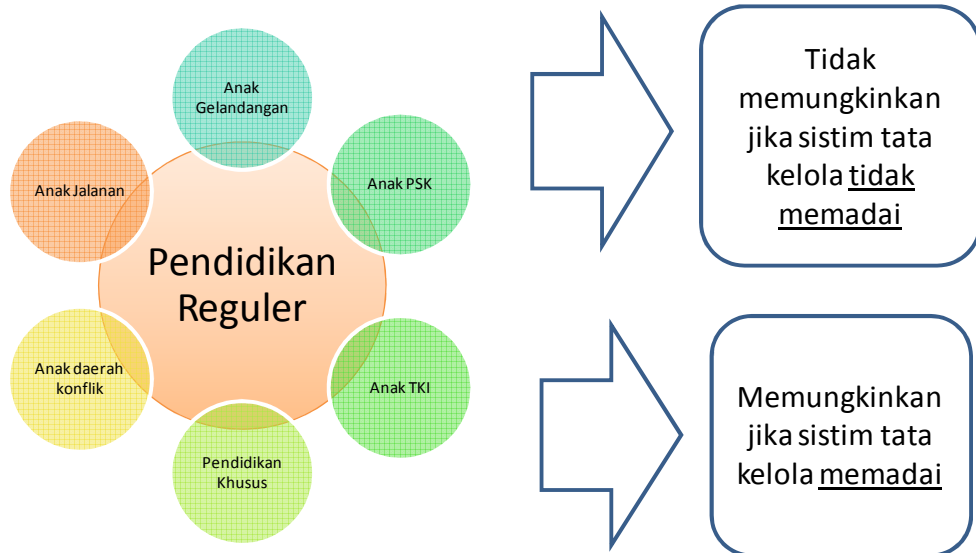 Anak
Gelandangan
Anak Jalanan
Anak PSK
Pendidikan
Reguler
Anak daerah
konflik
Anak TKI
Pendidikan
Khusus
Tidak
memungkinkan
jika sistim tata
kelola tidak
memadai
Memungkinkan
jika sistim tata
kelola memadai